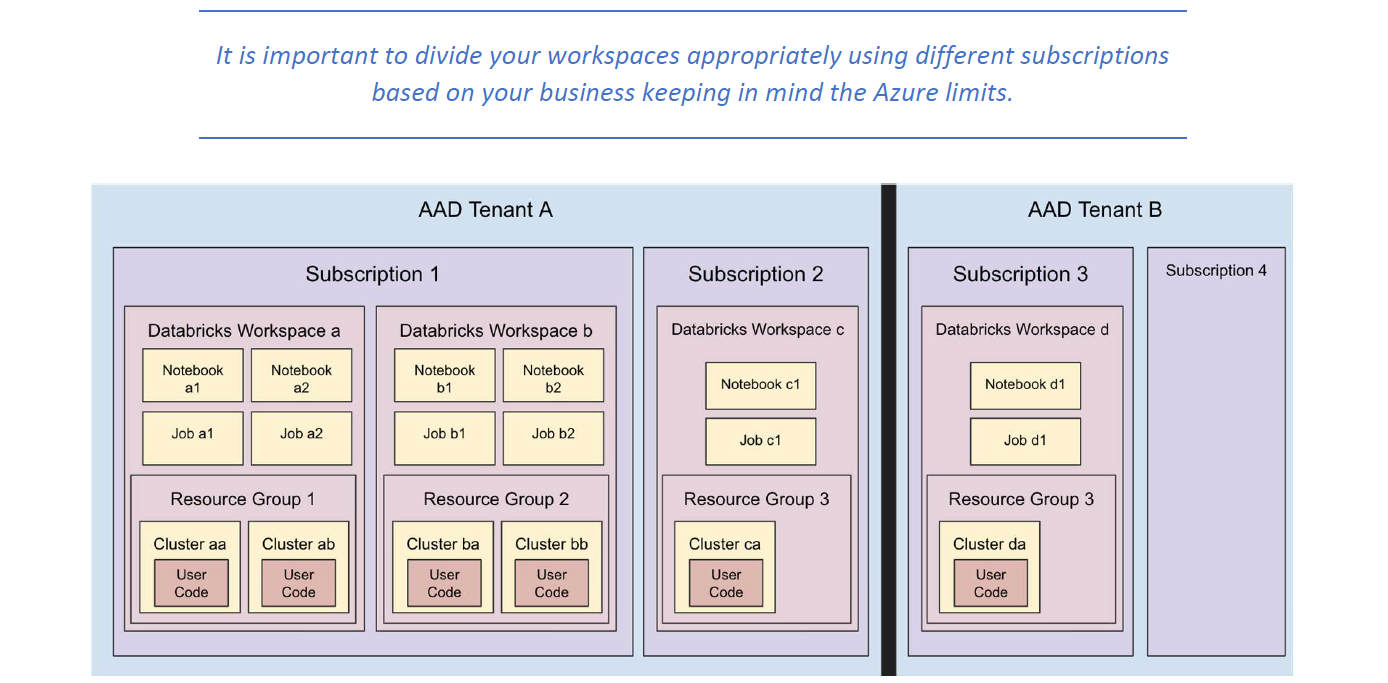 It is important to divide your workspaces appropriately using different subscriptions
based on your business keeping in mind the Azure limits.
AAD Tenant A
AAD Tenant B
Subscription 1
Subscription 2
Subscription 3
Subscription 4
Databricks Workspace a
Databricks Workspace b
Databricks Workspace c
Databricks Workspace d
Notebook
a1
Notebook
a2
Notebook
b1
Notebook
b2
Notebook c1
Notebook d1
Job a1
Job a2
Job b1
Job b2
Job c1
Job d1
Resource Group 1
Resource Group 2
Resource Group 3
Resource Group 3
Cluster aa
Cluster ab
Cluster ba
Cluster bb
Cluster ca
Cluster da
User
Code
User
Code
User
Code
User
Code
User
Code
User
Code